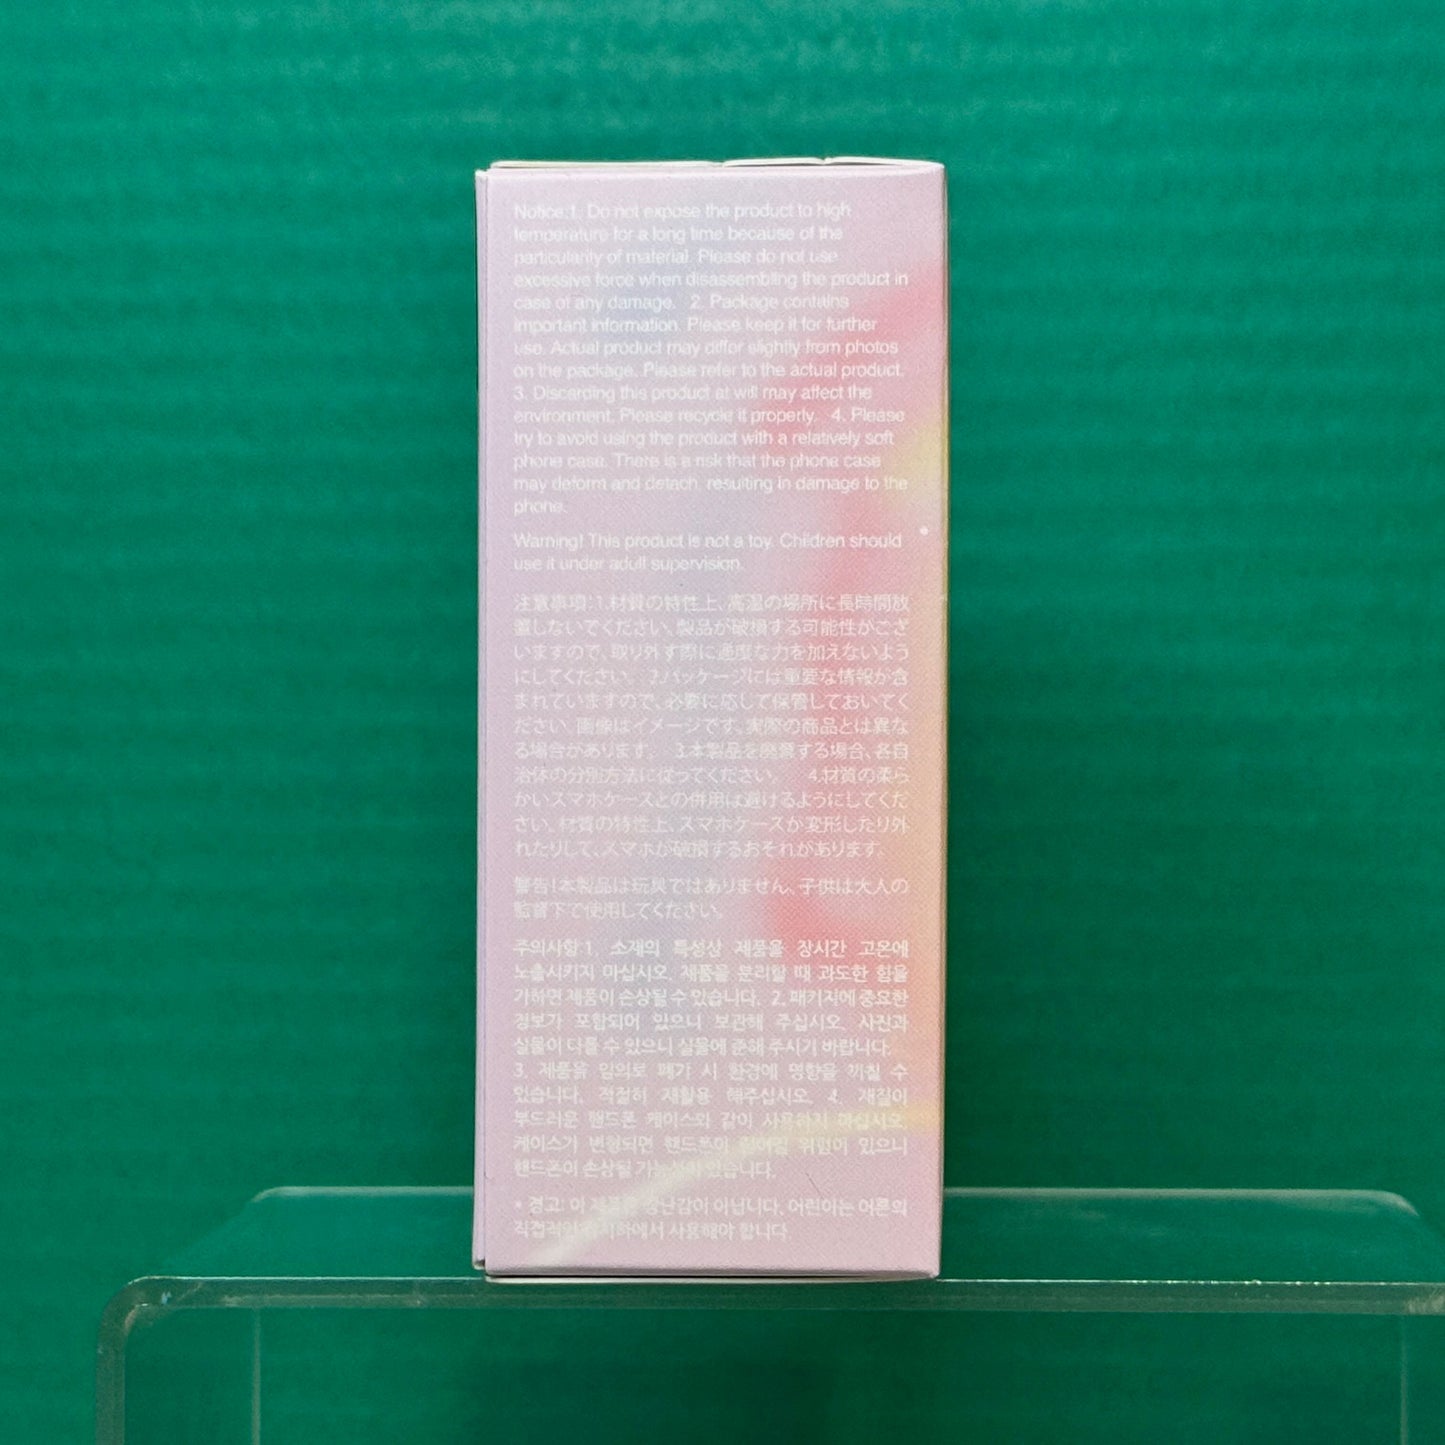 Notice:1. Do not expose the product to high
temperature for a long time because of the
particularity of material. Please do not use
excessive force when disassembling the product in
case of any damage. 2. Package contains
important information. Please keep it for further
use. Actual product may differ slightly from photos
on the package. Please refer to the actual product.
3. Discarding this product at will may affect the
environment. Please recycle it properly. 4. Please
try to avoid using the product with a relatively soft
phone case. There is a risk that the phone case
may deform and detach, resulting in damage to the
phone.
Warning! This product is not a toy. Children should
use it under adult supervision.
注意事項:1.材質の特性上、高温の場所に長時間放
置しないでください。製品が破損する可能性がござ
いますので、取り外す際に過度な力を加えないよう
にしてください。 2.パッケージには重要な情報が含
まれていますので、必要に応じて保管しておいてく
ださい。画像はイメージです。実際の商品とは異な
る場合があります。 3.本製品を廃棄する場合、各自
治体の分別方法に従ってください。 4.材質の柔ら
かいスマホケースとの併用は避けるようにしてくだ
さい。材質の特性上、スマホケースが変形したり外
れたりして、スマホが破損するおそれがあります。
警告!本製品は玩具ではありません。子供は大人の
監督下で使用してください。
주의사항:1. 소재의 특성상 제품을 장시간 고온에
노출시키지 마십시오. 제품을 분리할 때 과도한 힘을
가하면 제품이 손상될 수 있습니다. 2. 패키지에 중요한
정보가 포함되어 있으니 보관해 주십시오. 사진과
실물이 다를 수 있으니 실물에 준해 주시기 바랍니다.
3. 제품을 임의로 폐기 시 환경에 영향을 끼칠 수
있습니다. 적절히 재활용 해주십시오. 4. 재질이
부드러운 핸드폰 케이스와 같이 사용하지 마십시오.
케이스가 변형되면 핸드폰이 떨어질 위험이 있으니
핸드폰이 손상될 가능성이 있습니다.
* 경고: 이 제품은 장난감이 아닙니다. 어린이는 어른의
직접적인 감시하에서 사용해야 합니다.